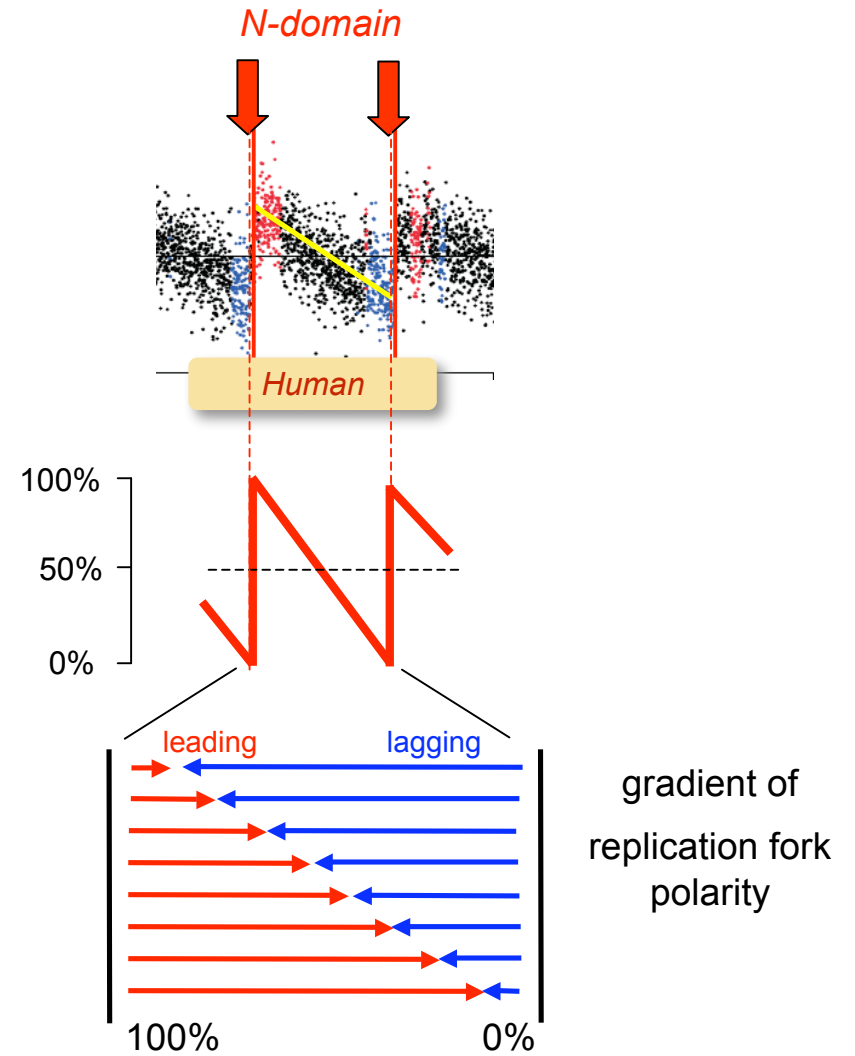 N-domain
Human
100%
50%
0%
leading lagging
gradient of
replication fork
polarity
100% 0%